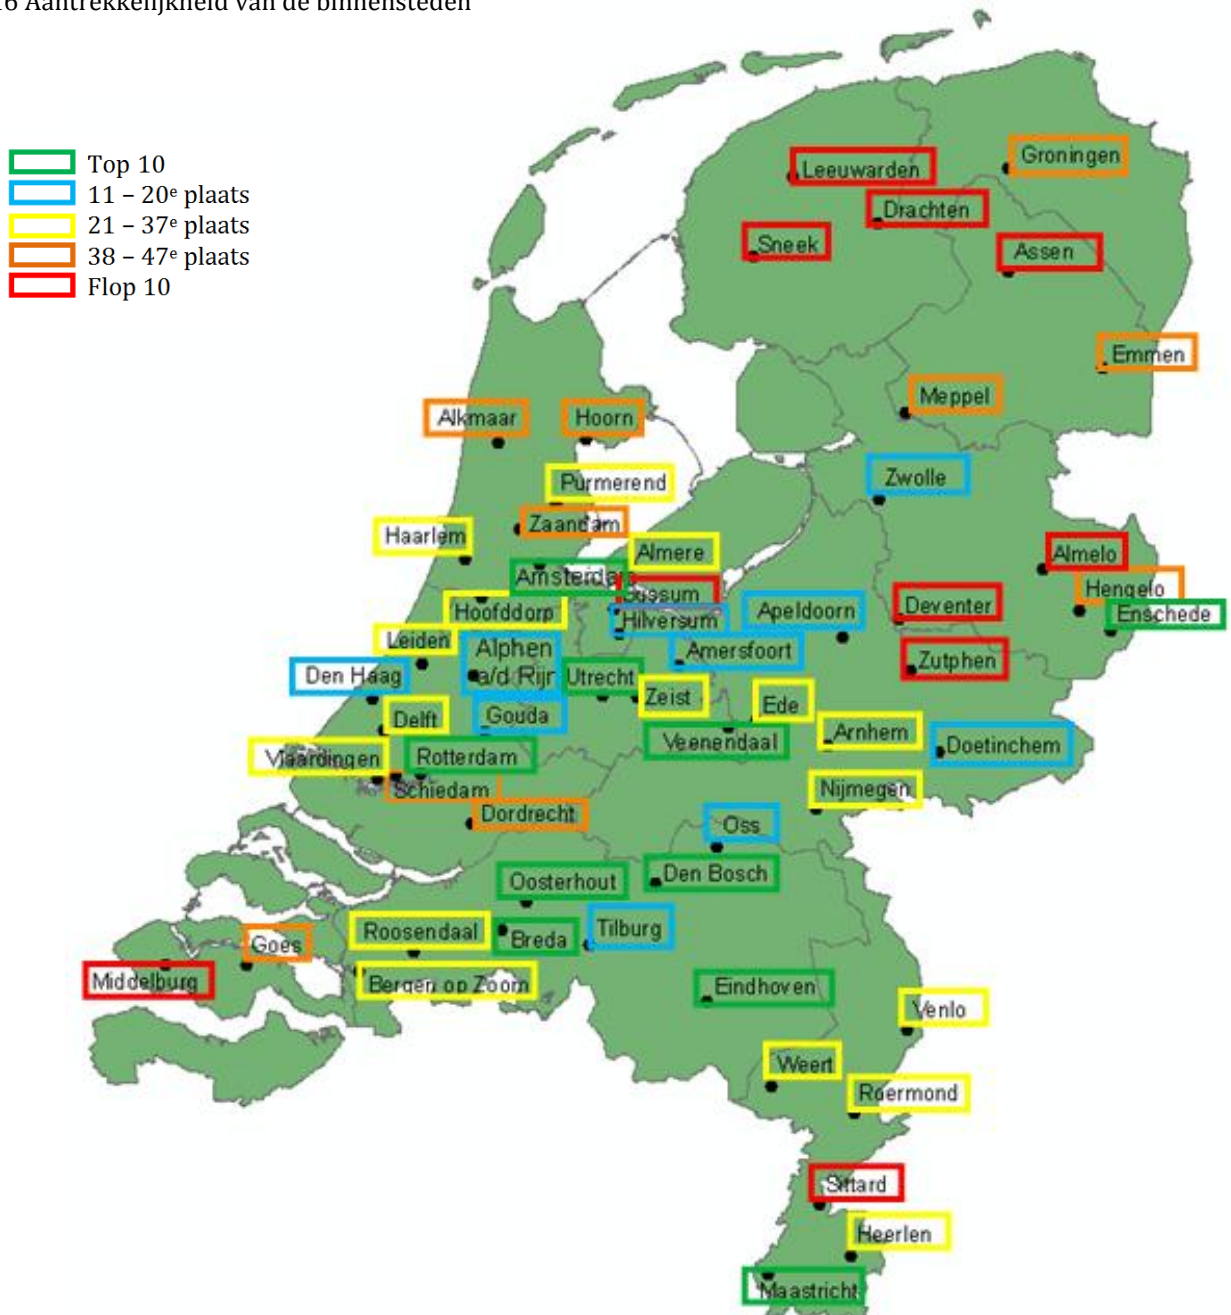 16 Aantrekkelijkheid van de binnensteden
Top 10
11 – 20e plaats
21 – 37e plaats
38 – 47e plaats
Flop 10
Groningen
Leeuwarden
Drachten
Sneek
Assen
Emmen
Meppel
Alkmaar
Hoorn
Zwolle
Purmerend
Zaandam
Haarlem
Almere
Almelo
Amsterdam
Hengelo
Bussum
Hoofddorp
Hilversum
Apeldoorn
Deventer
Enschede
Leiden
Alphen
a/d Rijn
Amersfoort
Zutphen
Den Haag
Utrecht
Zeist
Ede
Delft
Gouda
Arnhem
Veenendaal
Doetinchem
Vlaardingen
Rotterdam
Schiedam
Nijmegen
Dordrecht
Oss
Oosterhout
Den Bosch
Roosendaal
Breda
Tilburg
Goes
Middelburg
Bergen op Zoom
Eindhoven
Venlo
Weert
Roermond
Sittard
Heerlen
Maastricht